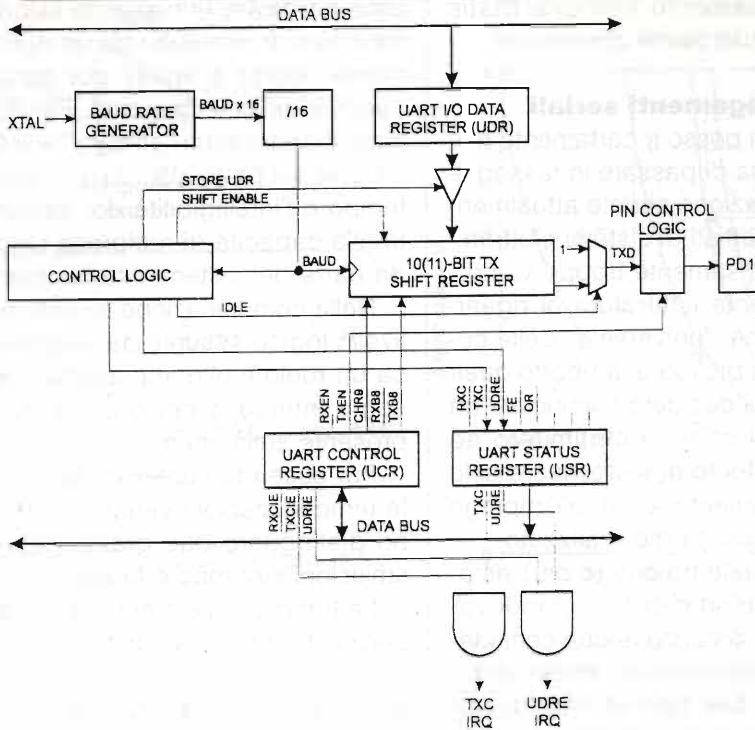 DATA BUS
XTAL
BAUD RATE
GENERATOR
BAUD x 16
/16
UART I/O DATA
REGISTER (UDR)
STORE UDR
SHIFT ENABLE
PIN CONTROL
LOGIC
CONTROL LOGIC
BAUD
10(11)-BIT TX
SHIFT REGISTER
1
TXD
PD1
IDLE
RXEN
TXEN
CHR9
RXB8
TXB8
RXC
TXC
UDRE
FE
OR
UART CONTROL
REGISTER (UCR)
UART STATUS
REGISTER (USR)
RXCIE
TXCIE
UDRIE
TXC
UDRE
DATA BUS
TXC
IRQ
UDRE
IRQ